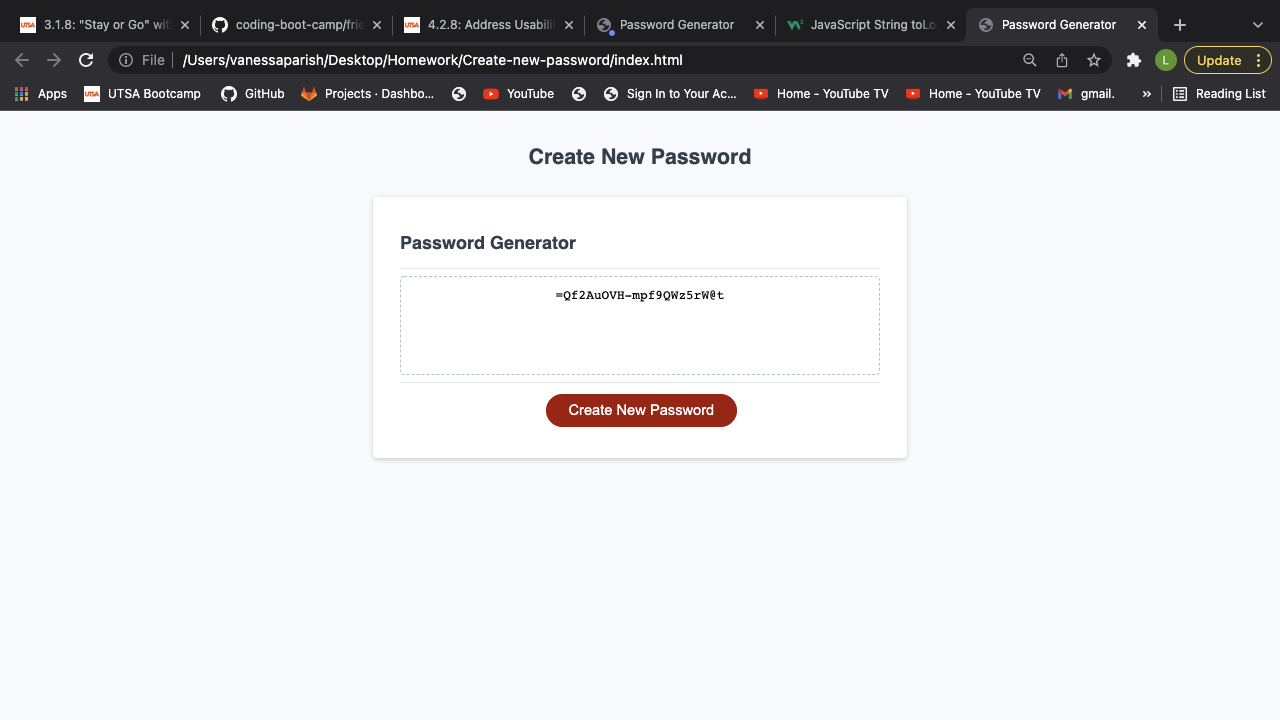 3.1.8: "Stay or Go" wit
coding-boot-camp/frie
4.2.8: Address Usabilit
Password Generator
JavaScript String toLo
Password Generator
File
/Users/vanessaparish/Desktop/Homework/Create-new-password/index.html
L
Update
Apps
UTSA
UTSA Bootcamp
GitHub
Projects · Dashbo...
YouTube
Sign In to Your Ac...
Home - YouTube TV
Home - YouTube TV
gmail.
»
Reading List
Create New Password
Password Generator
=Qf2AuOVH-mpf9QWz5rW@t
Create New Password